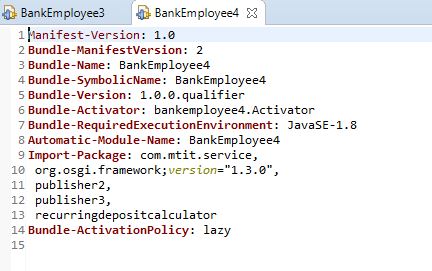 BankEmployee3 BankEmployee4
1 Manifest-Version: 1.0
2 Bundle-ManifestVersion: 2
3 Bundle-Name: BankEmployee4
4 Bundle-SymbolicName: BankEmployee4
5 Bundle-Version: 1.0.0.qualifier
6 Bundle-Activator: bankemployee4.Activator
7 Bundle-RequiredExecutionEnvironment: JavaSE-1.8
8 Automatic-Module-Name: BankEmployee4
9 Import-Package: com.mtit.service,
10 org.osgi.framework;version="1.3.0",
11 publisher2,
12 publisher3,
13 recurringdepositcalculator
14 Bundle-ActivationPolicy: lazy
15